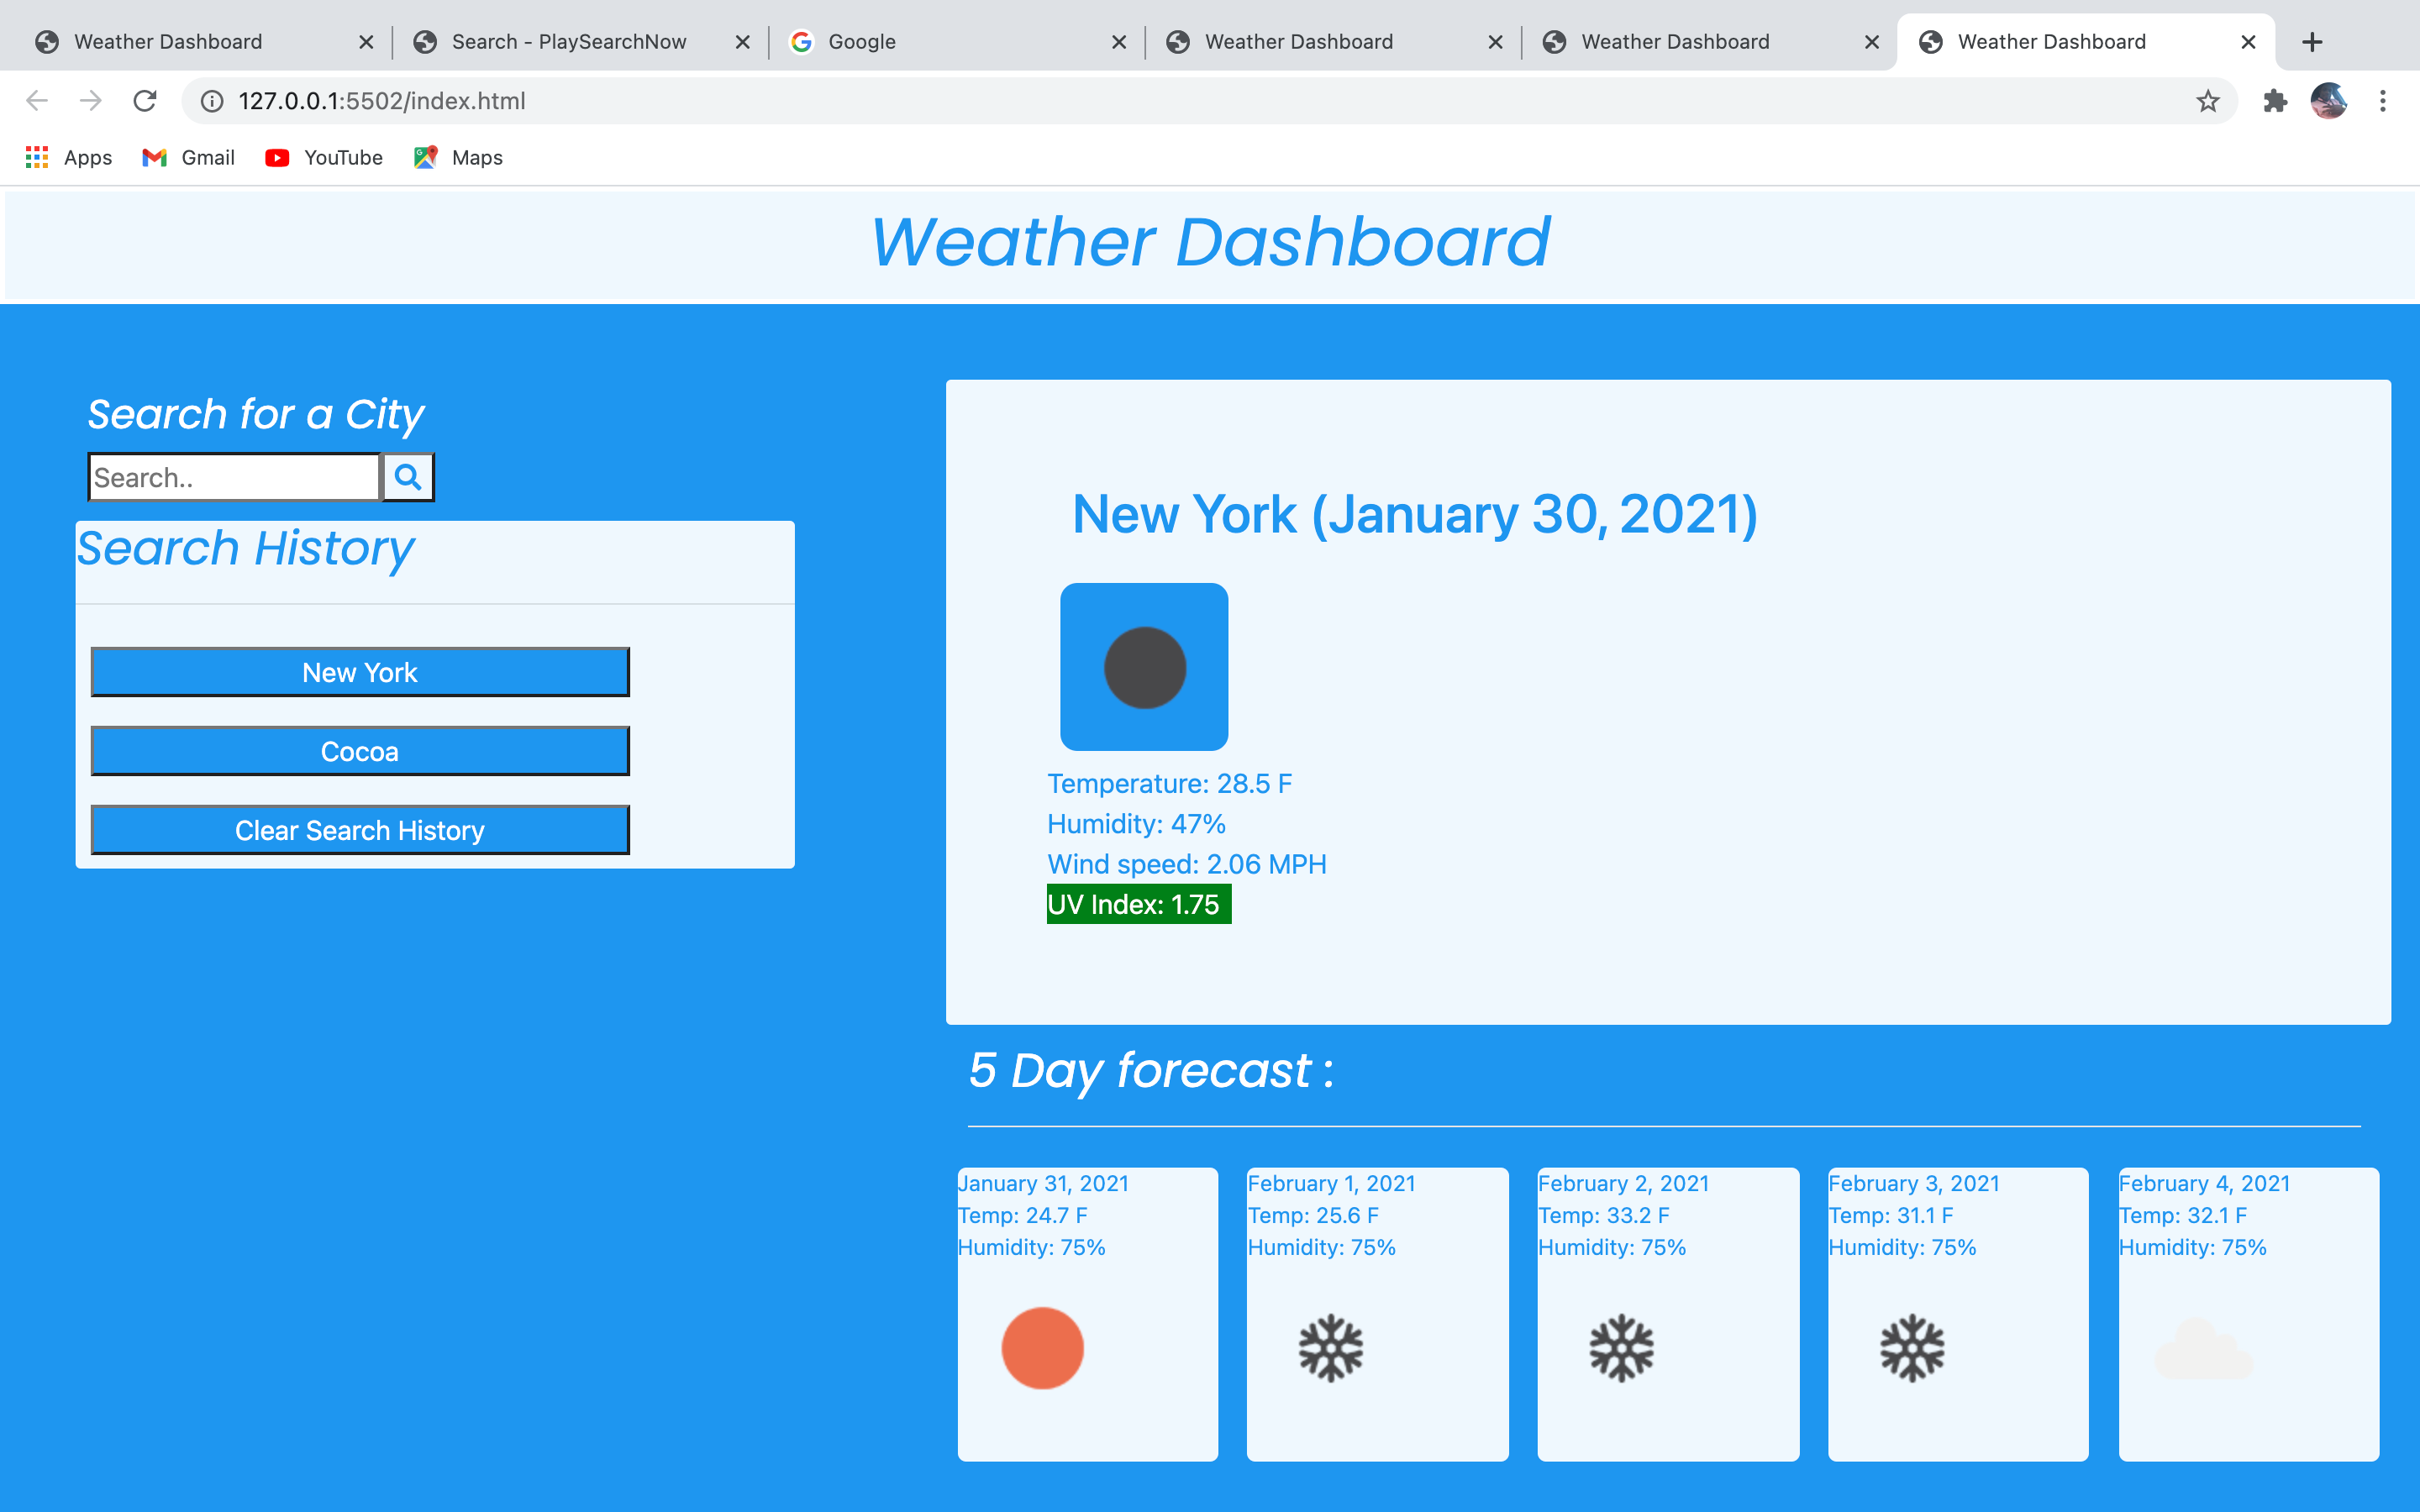 Weather Dashboard
Search - PlaySearchNow
Google
Weather Dashboard
Weather Dashboard
Weather Dashboard
127.0.0.1:5502/index.html
Apps
Gmail
YouTube
Maps
Weather Dashboard
Search for a City
Search..
Search History
New York
Cocoa
Clear Search History
New York (January 30, 2021)
Temperature: 28.5 F
Humidity: 47%
Wind speed: 2.06 MPH
UV Index: 1.75
5 Day forecast :
January 31, 2021
Temp: 24.7 F
Humidity: 75%
February 1, 2021
Temp: 25.6 F
Humidity: 75%
February 2, 2021
Temp: 33.2 F
Humidity: 75%
February 3, 2021
Temp: 31.1 F
Humidity: 75%
February 4, 2021
Temp: 32.1 F
Humidity: 75%